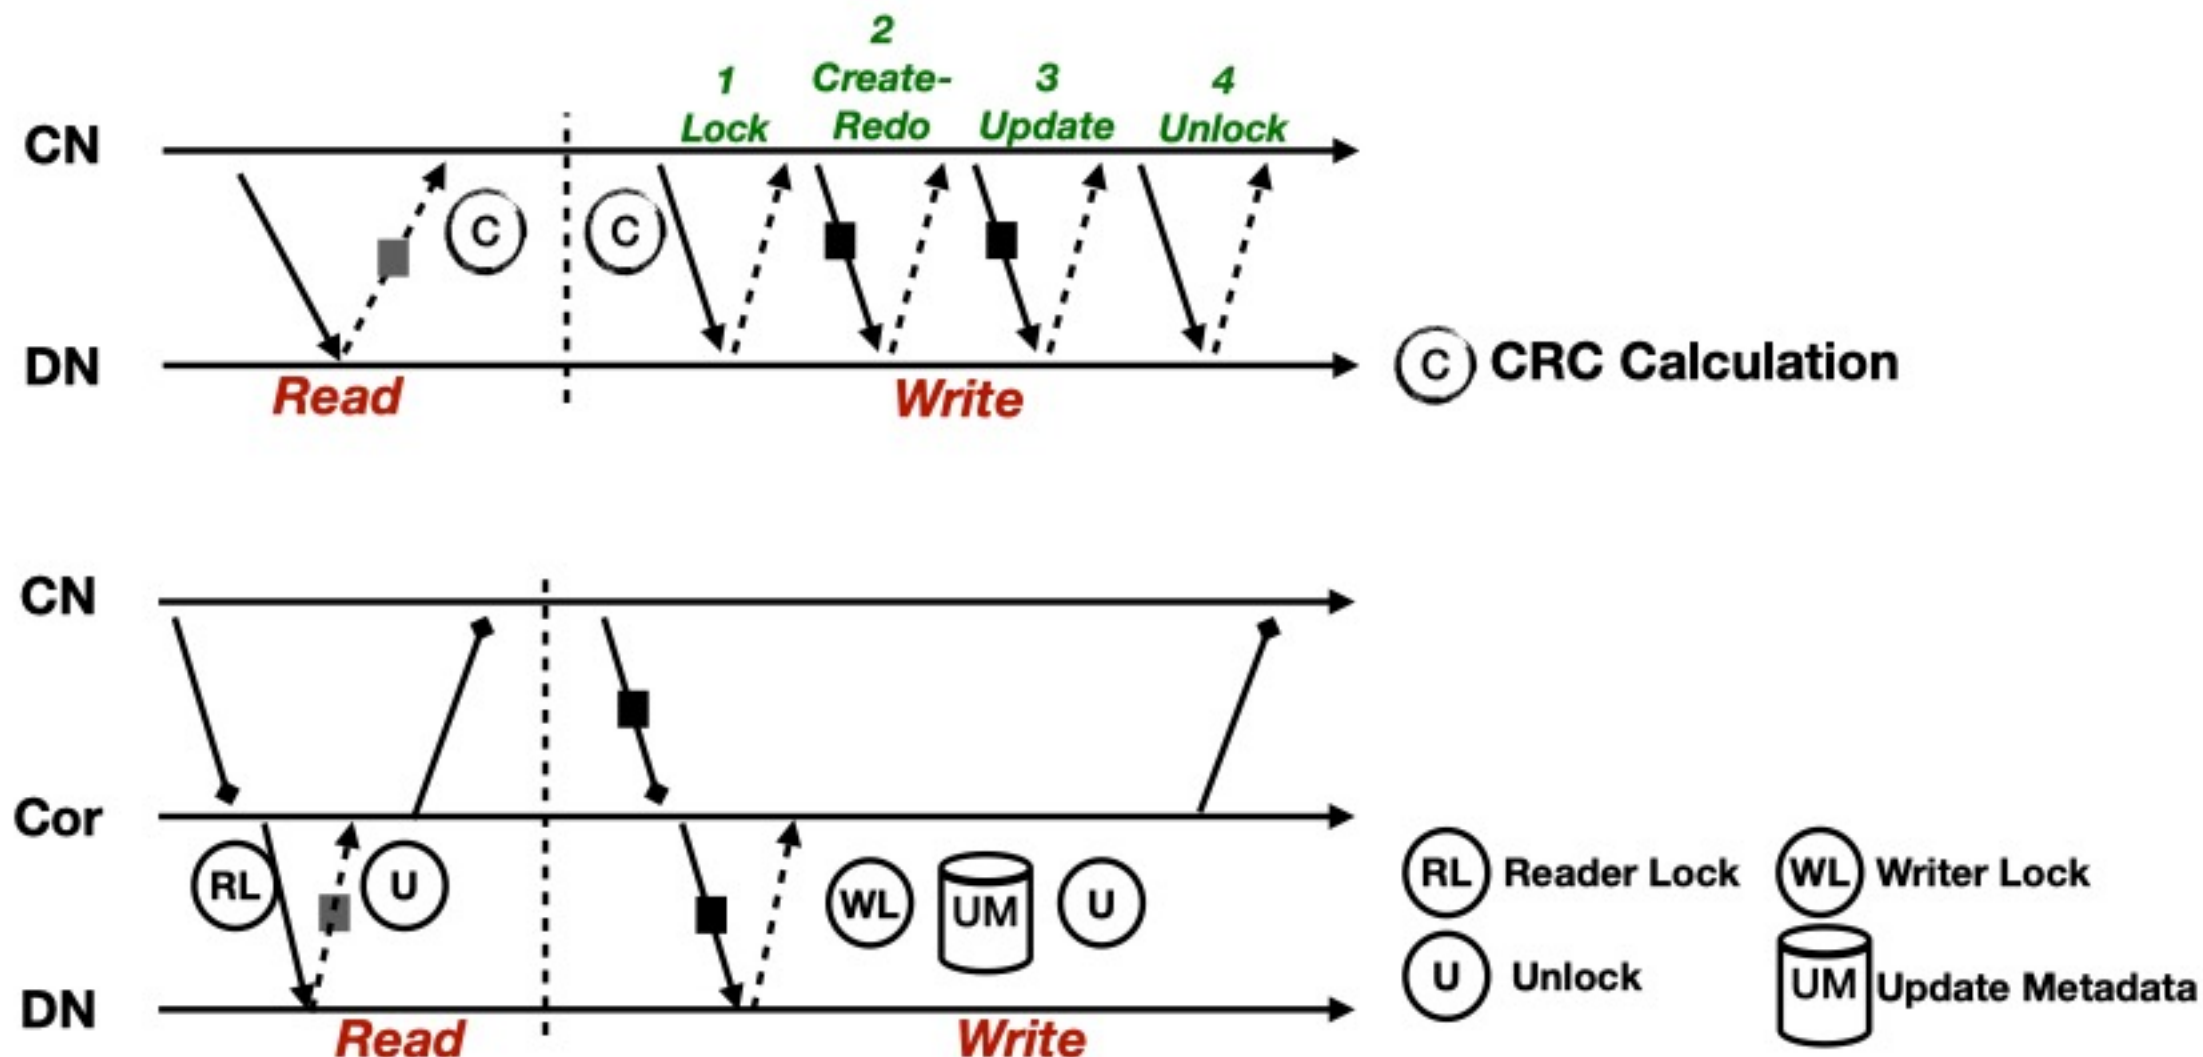 2
1 Create- 3 4
Lock Redo Update Unlock
CN
C C
DN
C CRC Calculation
Read Write
CN
Cor
RL U WL UM U
RL Reader Lock WL Writer Lock
U Unlock UM Update Metadata
DN
Read Write